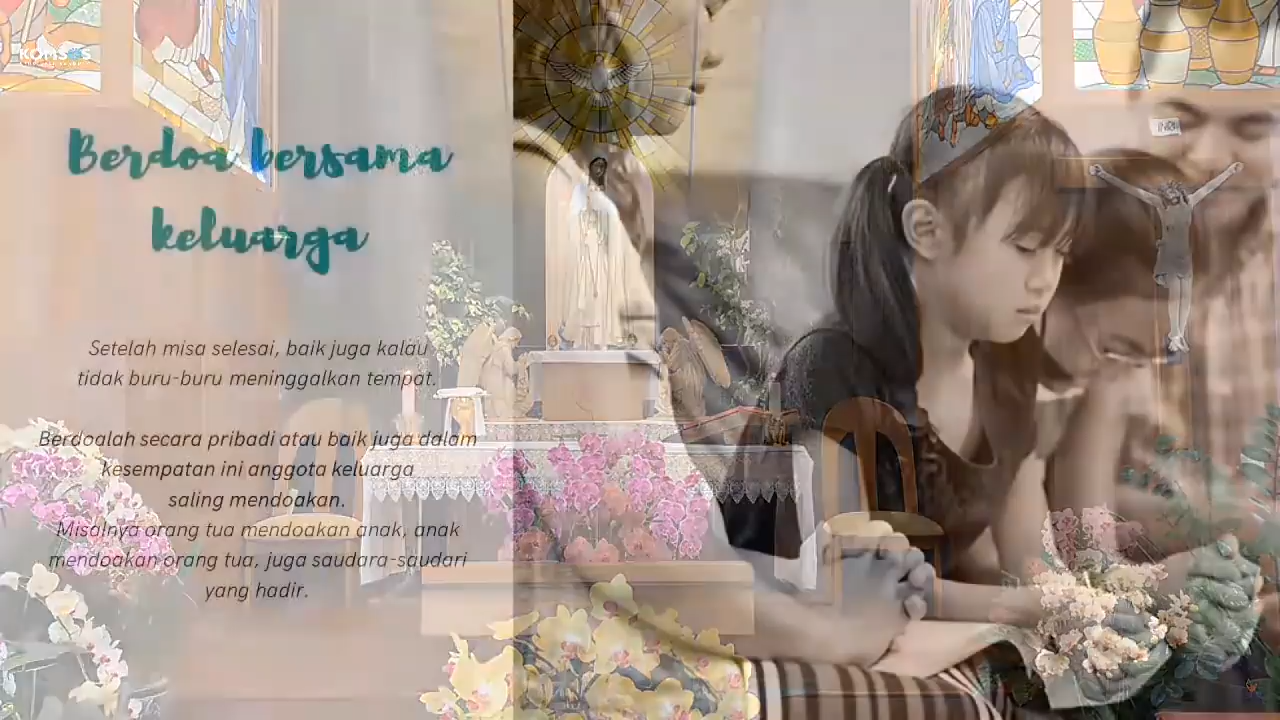 KOMSOS
Berdoa bersama
keluarga
Setelah misa selesai, baik juga kalau
tidak buru-buru meninggalkan tempat.
Berdoalah secara pribadi atau baik juga dalam
kesempatan ini anggota keluarga
saling mendoakan.
Misalnya orang tua mendoakan anak, anak
mendoakan orang tua, juga saudara-saudari
yang hadir.
INRI